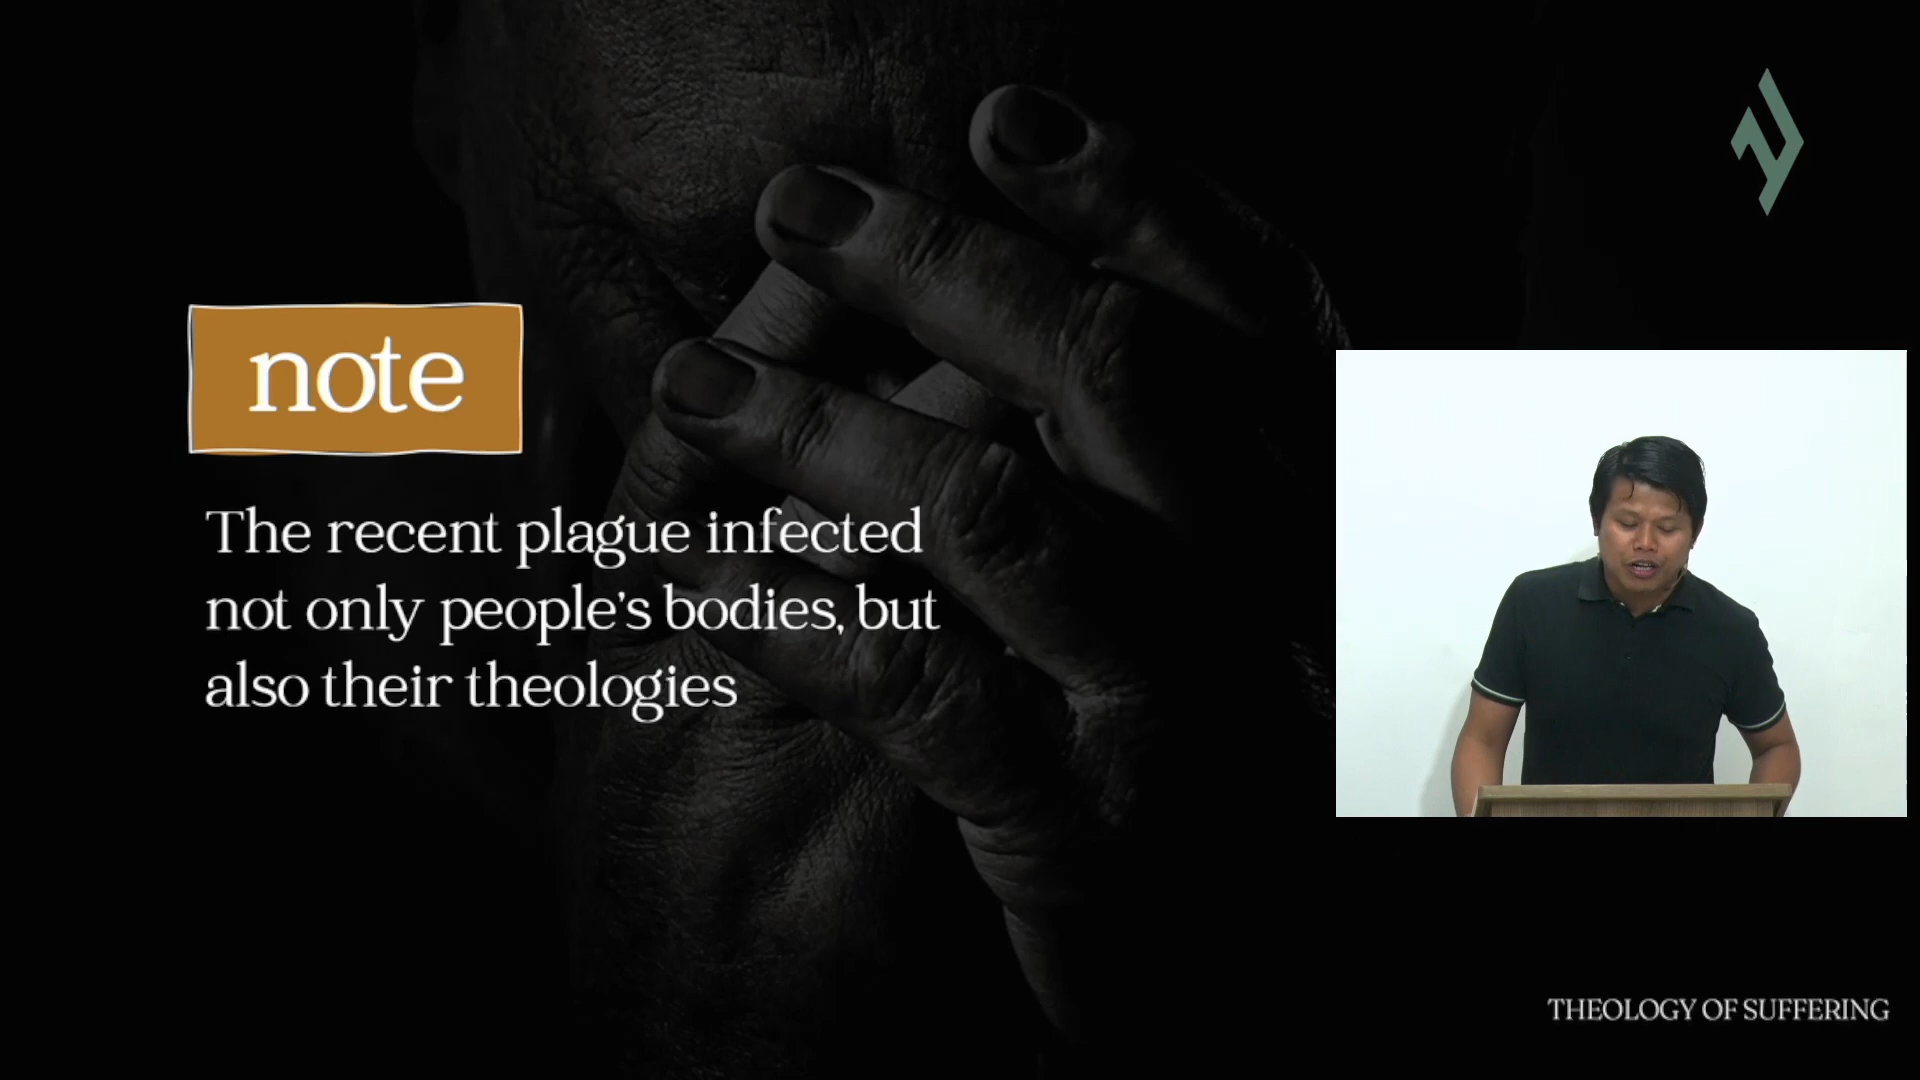 note
The recent plague infected
not only people's bodies, but
also their theologies
THEOLOGY OF SUFFERING